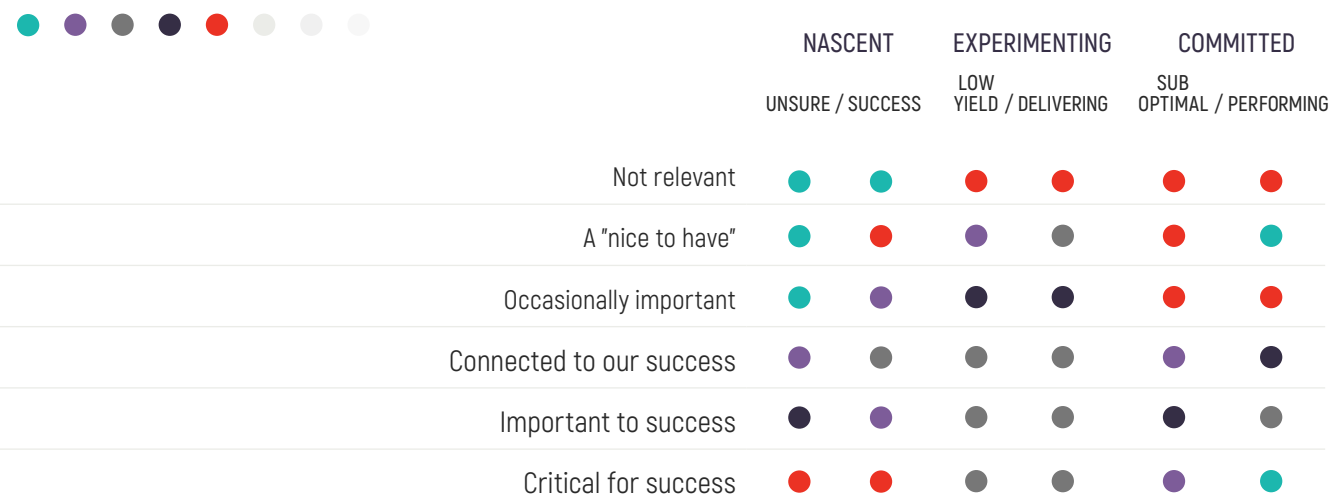 NASCENT EXPERIMENTING COMMITTED
UNSURE / SUCCESS LOW YIELD / DELIVERING SUB OPTIMAL / PERFORMING
Not relevant
A "nice to have"
Occasionally important
Connected to our success
Important to success
Critical for success